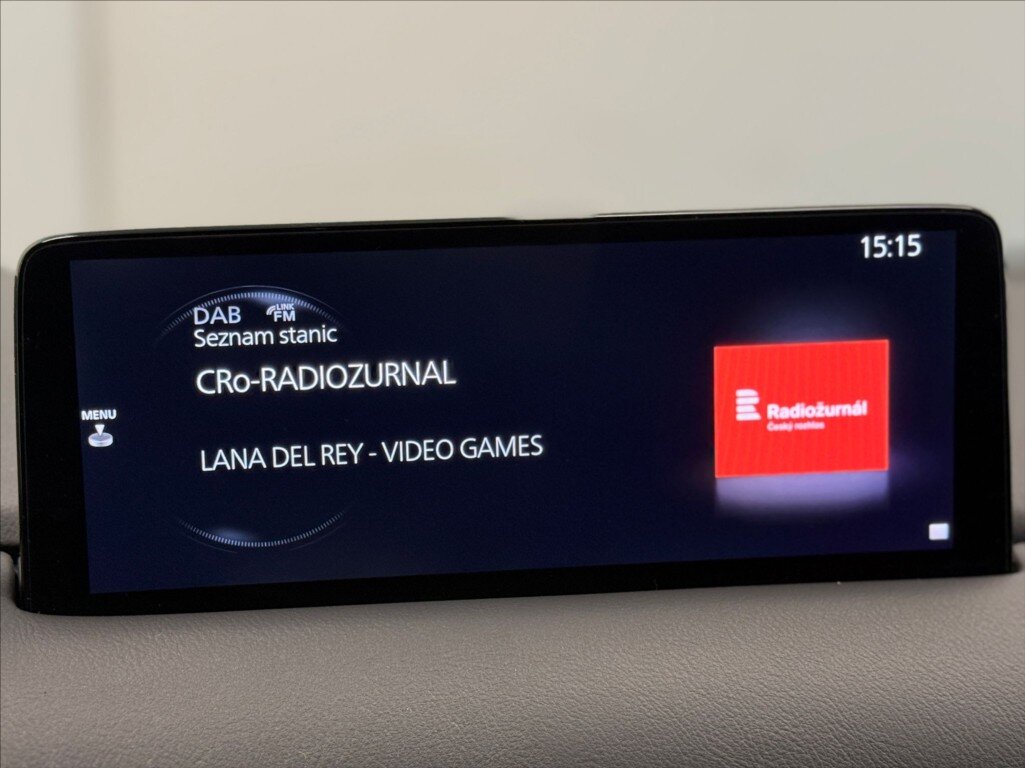 15:15
DAB LINK FM
Seznam stanic
CRo-RADIOZURNAL
MENU
LANA DEL REY - VIDEO GAMES
Radiožurnál
Český rozhlas